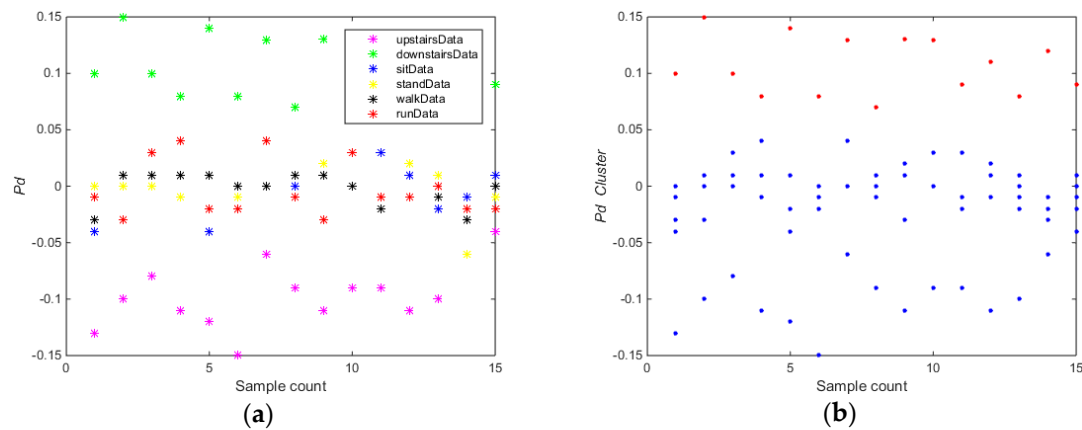 0.15
0.1
0.05
0
-0.05
-0.1
-0.15
Pd
0 5 10 15
Sample count
upstairsData
downstairsData
sitData
standData
walkData
runData
(a)
0.15
0.1
0.05
0
-0.05
-0.1
-0.15
Pd Cluster
0 5 10 15
Sample count
(b)